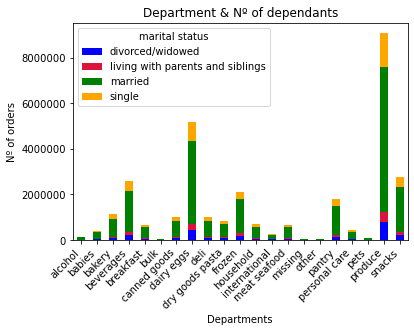 Department & Nº of dependants
marital status
divorced/widowed
living with parents and siblings
married
single
Nº of orders
8000000
6000000
4000000
2000000
0
alcohol
babies
bakery
beverages
breakfast
bulk
canned goods
dairy eggs
deli
dry goods pasta
frozen
household
international
meat seafood
missing
other
pantry
personal care
pets
produce
snacks
Departments